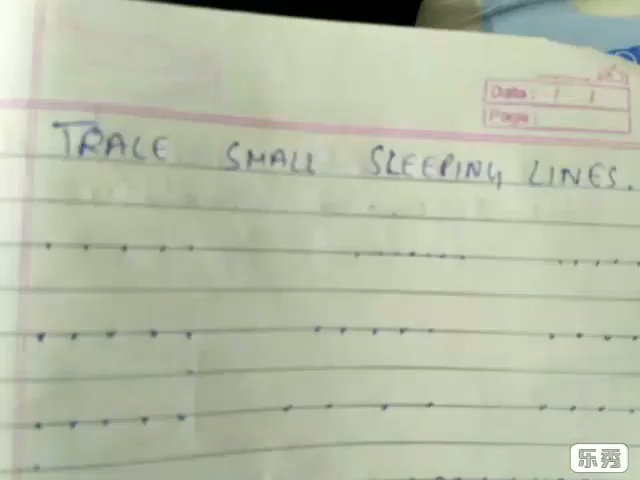 Date:
Page:
TRACE SMALL SLEEPING LINES.
乐秀